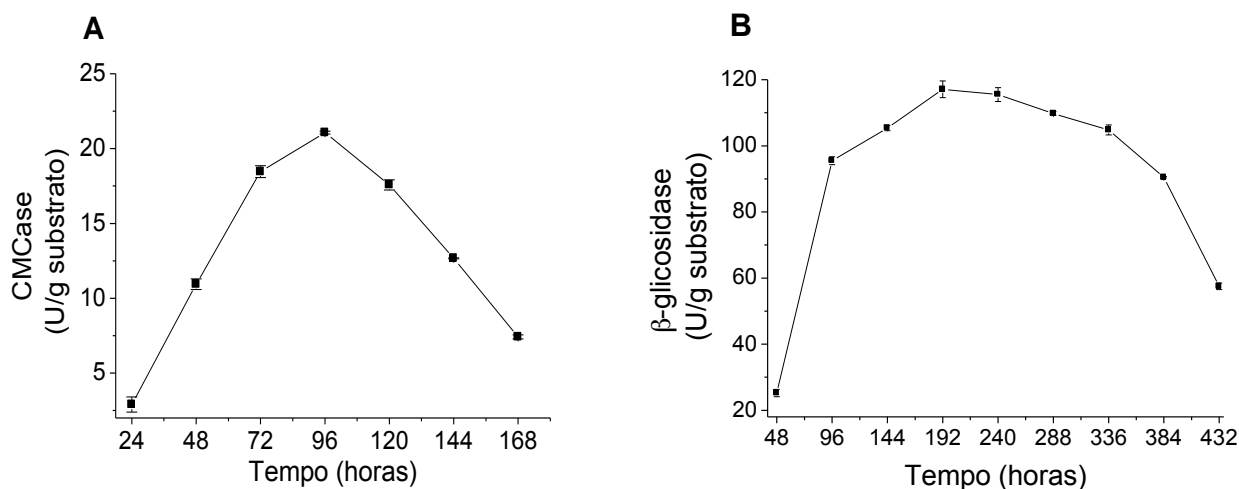 A
CMCase
(U/g substrato)
25
20
15
10
5
24 48 72 96 120 144 168
Tempo (horas)
B
β-glicosidase
(U/g substrato)
120
100
80
60
40
20
48 96 144 192 240 288 336 384 432
Tempo (horas)